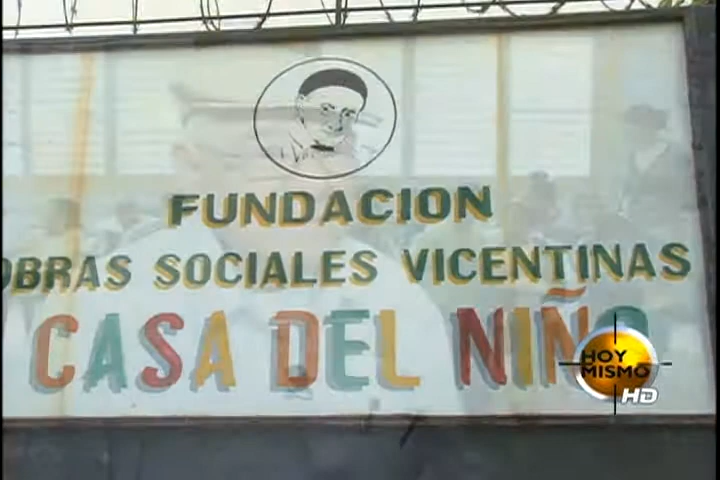 FUNDACION
OBRAS SOCIALES VICENTINAS
CASA DEL NIÑO
HOY
MISMO
HD